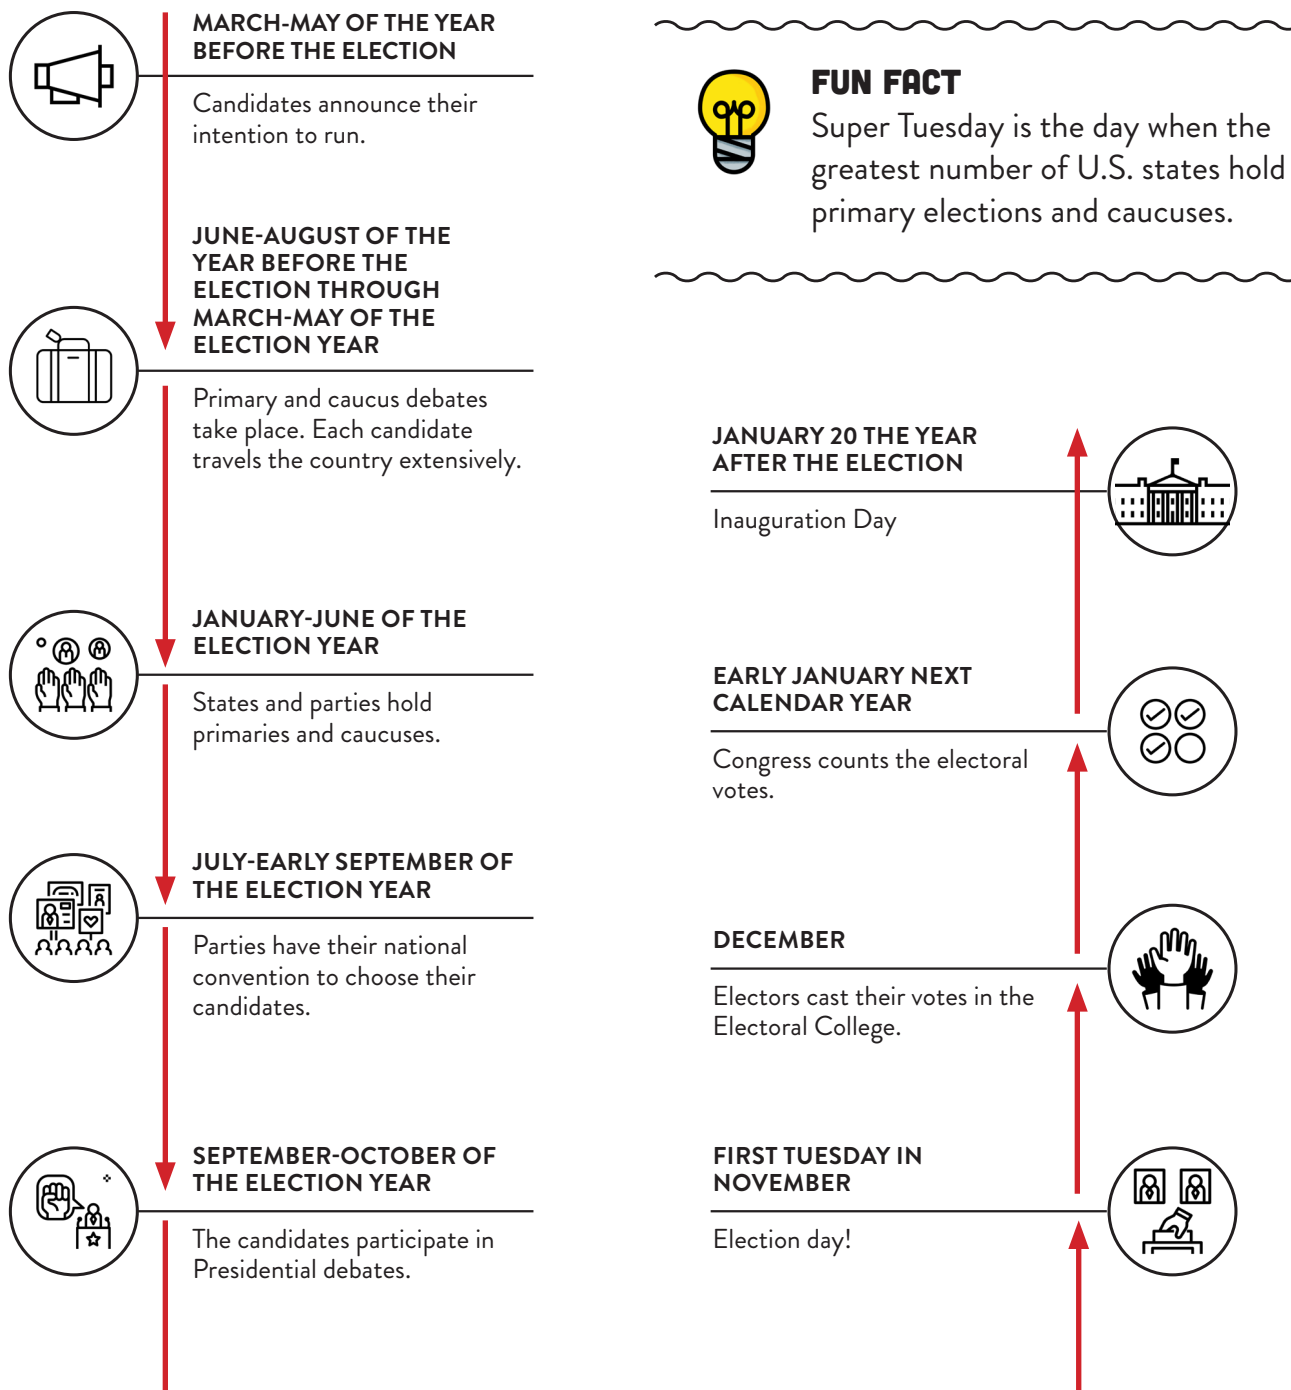 MARCH-MAY OF THE YEAR
BEFORE THE ELECTION
Candidates announce their
intention to run.
JUNE-AUGUST OF THE
YEAR BEFORE THE
ELECTION THROUGH
MARCH-MAY OF THE
ELECTION YEAR
Primary and caucus debates
take place. Each candidate
travels the country extensively.
JANUARY-JUNE OF THE
ELECTION YEAR
States and parties hold
primaries and caucuses.
JULY-EARLY SEPTEMBER OF
THE ELECTION YEAR
Parties have their national
convention to choose their
candidates.
SEPTEMBER-OCTOBER OF
THE ELECTION YEAR
The candidates participate in
Presidential debates.
FUN FACT
Super Tuesday is the day when the
greatest number of U.S. states hold
primary elections and caucuses.
JANUARY 20 THE YEAR
AFTER THE ELECTION
Inauguration Day
EARLY JANUARY NEXT
CALENDAR YEAR
Congress counts the electoral
votes.
DECEMBER
Electors cast their votes in the
Electoral College.
FIRST TUESDAY IN
NOVEMBER
Election day!